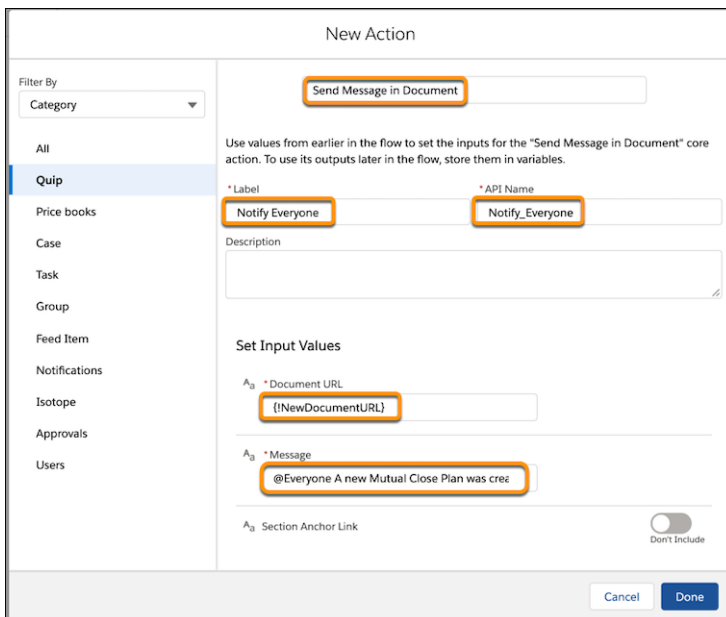 New Action
Filter By
Category
All
Quip
Price books
Case
Task
Group
Feed Item
Notifications
Isotope
Approvals
Users
Send Message in Document
Use values from earlier in the flow to set the inputs for the "Send Message in Document" core
action. To use its outputs later in the flow, store them in variables.
*Label
*API Name
Notify Everyone
Notify_Everyone
Description
Set Input Values
Aa *Document URL
{!NewDocumentURL}
Aa *Message
@Everyone A new Mutual Close Plan was crea
Aa Section Anchor Link
Don't Include
Cancel
Done